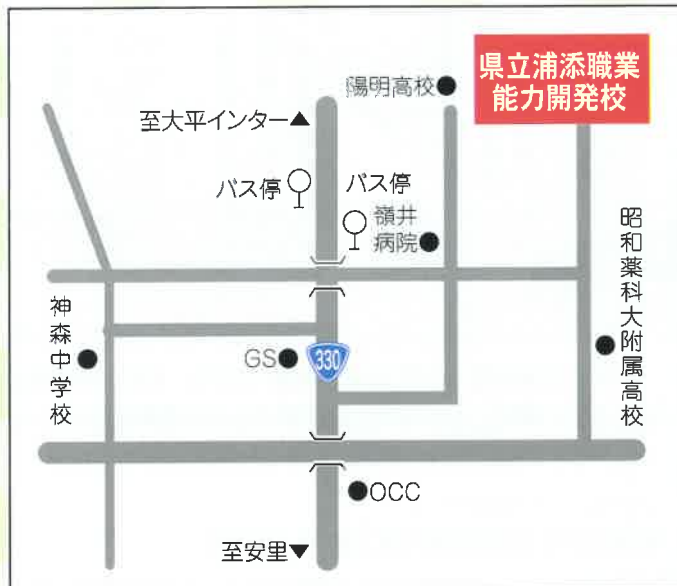 県立浦添職業
能力開発校
陽明高校
至大平インター▲
バス停
バス停
嶺井
病院
昭和薬科大附属高校
神森中学校
GS
330
OCC
至安里▼